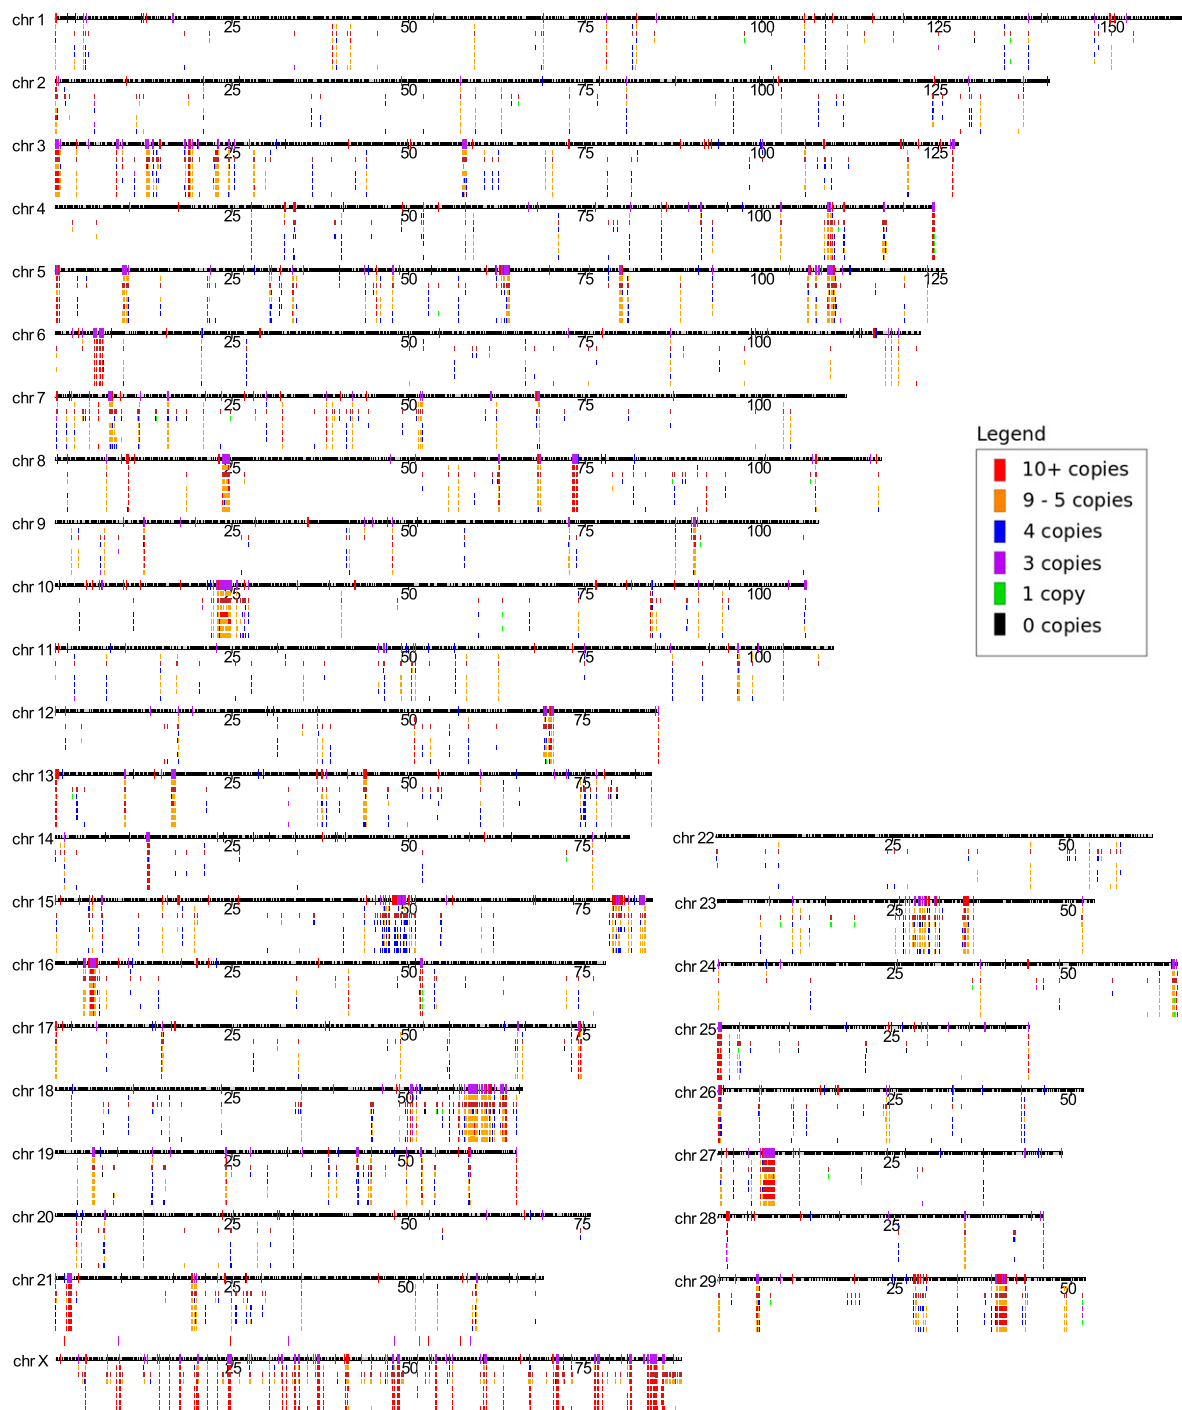 chr 1 25 50 75 100 125 150
chr 2 25 50 75 100 125
chr 3 25 50 75 100 125
chr 4 25 50 75 100
chr 5 25 50 75 100 125
chr 6 25 50 75 100
chr 7 25 50 75 100
Legend
chr 8 25 50 75 100
10+ copies
9 - 5 copies
chr 9 25 50 75 100
4 copies
3 copies
chr 10 25 50 75 100
1 copy
0 copies
chr 11 25 50 75 100
chr 12 25 50 75
chr 13 25 50 75
chr 14 25 50 75
chr 22 25 50
chr 15 25 50 75
chr 23 25 50
chr 16 25 50 75
chr 24 25 50
chr 17 25 50 75
chr 25 25
chr 18 25 50
chr 26 25 50
chr 19 25 50
chr 27 25
chr 20 25 50 75
chr 28 25
chr 21 25 50
chr 29 25 50
chr X 25 50 75